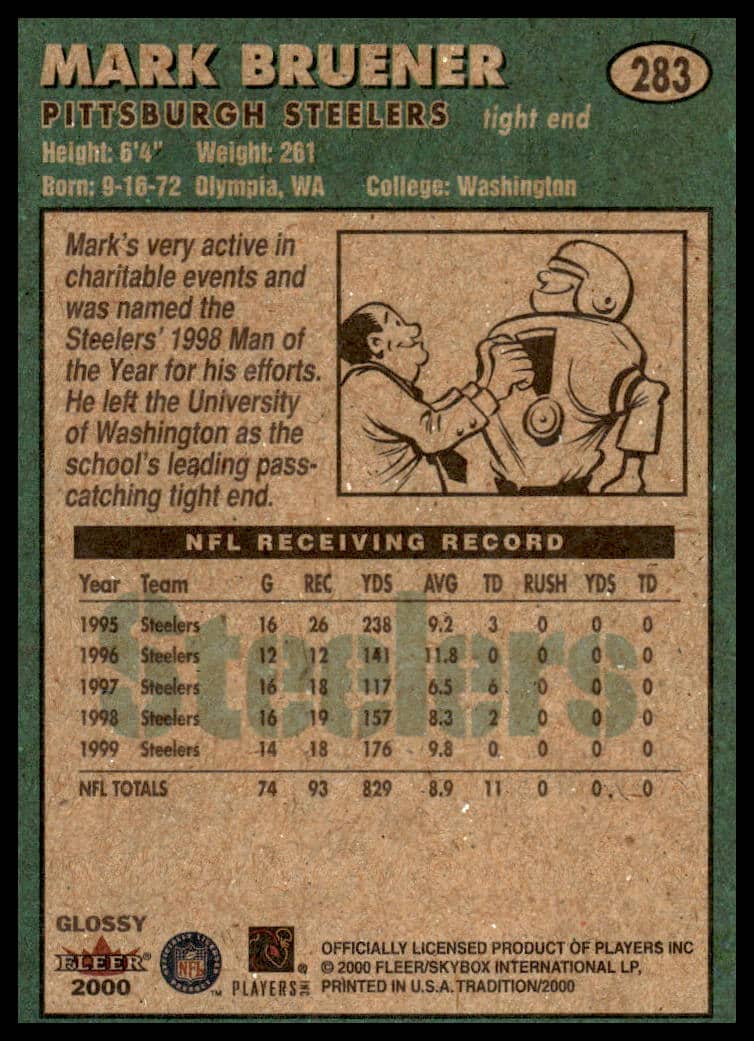 MARK BRUENER
283
PITTSBURGH STEELERS tight end
Height: 6'4" Weight: 261
Born: 9-16-72 Olympia, WA College: Washington
Mark's very active in
charitable events and
was named the
Steelers' 1998 Man of
the Year for his efforts.
He left the University
of Washington as the
school's leading pass-
catching tight end.
NFL RECEIVING RECORD
Steelers
Year Team G REC YDS AVG TD RUSH YDS TD
1995 Steelers 16 26 238 9.2 3 0 0 0
1996 Steelers 12 12 141 11.8 0 0 0 0
1997 Steelers 16 18 117 6.5 6 0 0 0
1998 Steelers 16 19 157 8.3 2 0 0 0
1999 Steelers 14 18 176 9.8 0 0 0 0
NFL TOTALS 74 93 829 8.9 11 0 0 0
GLOSSY
FLEER®
2000
NFL
TM
PLAYERS INC
®
OFFICIALLY LICENSED PRODUCT OF PLAYERS INC
© 2000 FLEER/SKYBOX INTERNATIONAL LP,
PRINTED IN U.S.A. TRADITION/2000